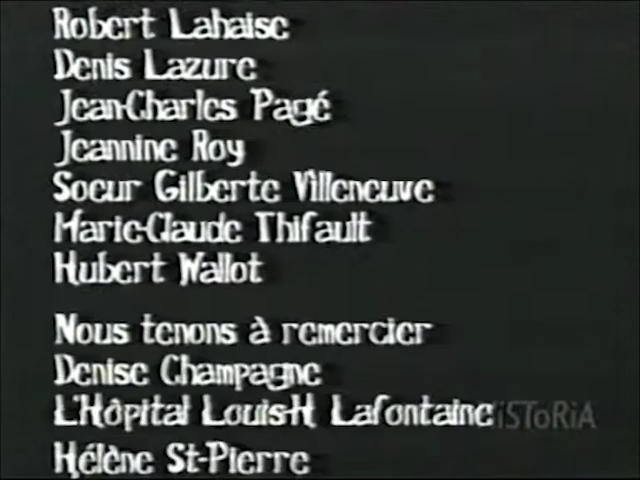 Robert Lahaise
Denis Lazure
Jean-Charles Pagé
Jeannine Roy
Soeur Gilberte Villeneuve
Marie-Claude Thifault
Hubert Wallot
Nous tenons à remercier
Denise Champagne
L'Hôpital Louis-H Lafontaine
HiSToRiA
Hélène St-Pierre